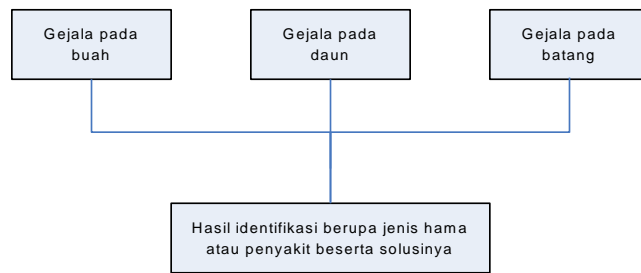 Gejala pada
buah
Gejala pada
daun
Gejala pada
batang
Hasil identifikasi berupa jenis hama
atau penyakit beserta solusinya